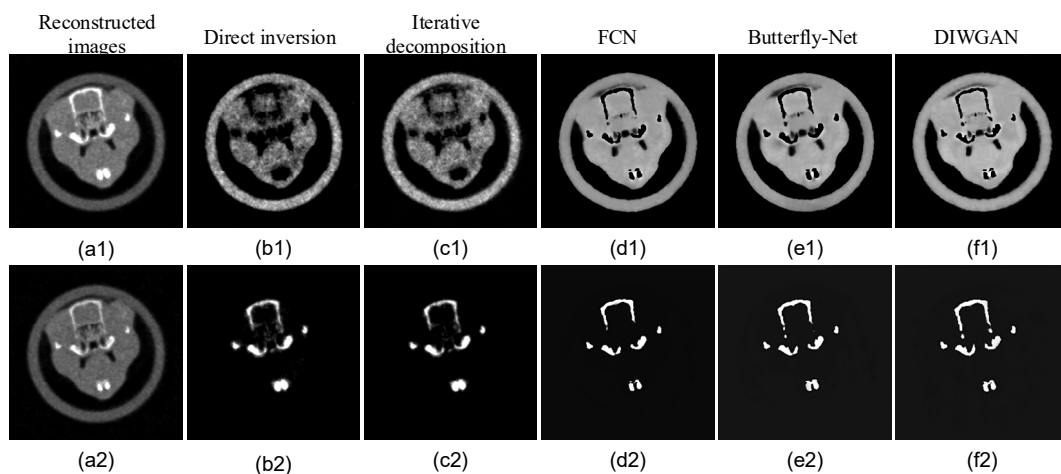 Reconstructed images
Direct inversion
Iterative decomposition
FCN
Butterfly-Net
DIWGAN
(a1)
(b1)
(c1)
(d1)
(e1)
(f1)
(a2)
(b2)
(c2)
(d2)
(e2)
(f2)